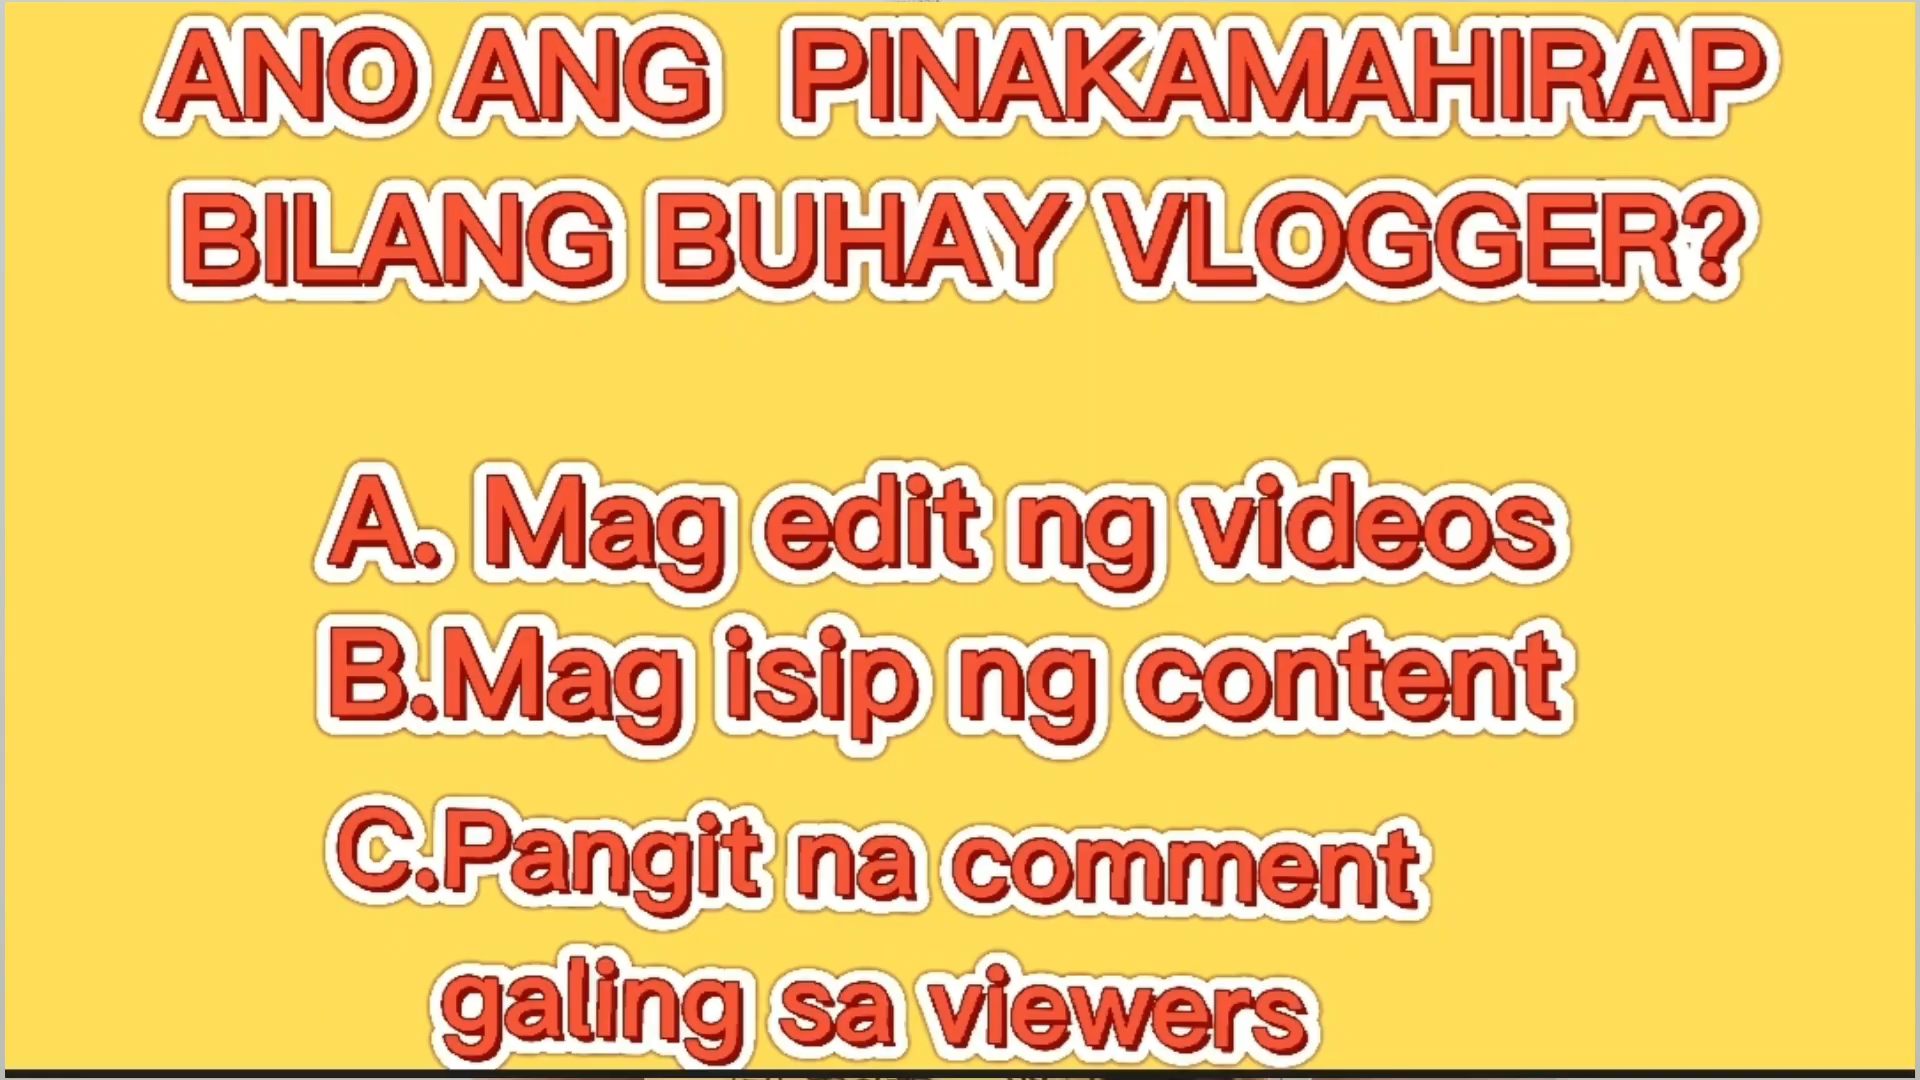 ANO ANG PINAKAMAHIRAP
BILANG BUHAY VLOGGER?
A. Mag edit ng videos
B.Mag isip ng content
C.Pangit na comment
galing sa viewers